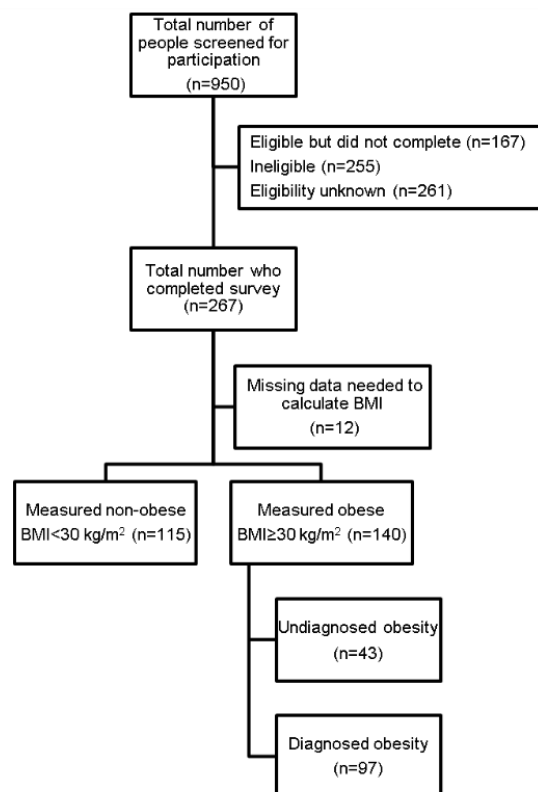 Total number of
people screened for
participation
(n=950)
Eligible but did not complete (n=167)
Ineligible (n=255)
Eligibility unknown (n=261)
Total number who
completed survey
(n=267)
Missing data needed to
calculate BMI
(n=12)
Measured non-obese
BMI<30 kg/m² (n=115)
Measured obese
BMI≥30 kg/m² (n=140)
Undiagnosed obesity
(n=43)
Diagnosed obesity
(n=97)